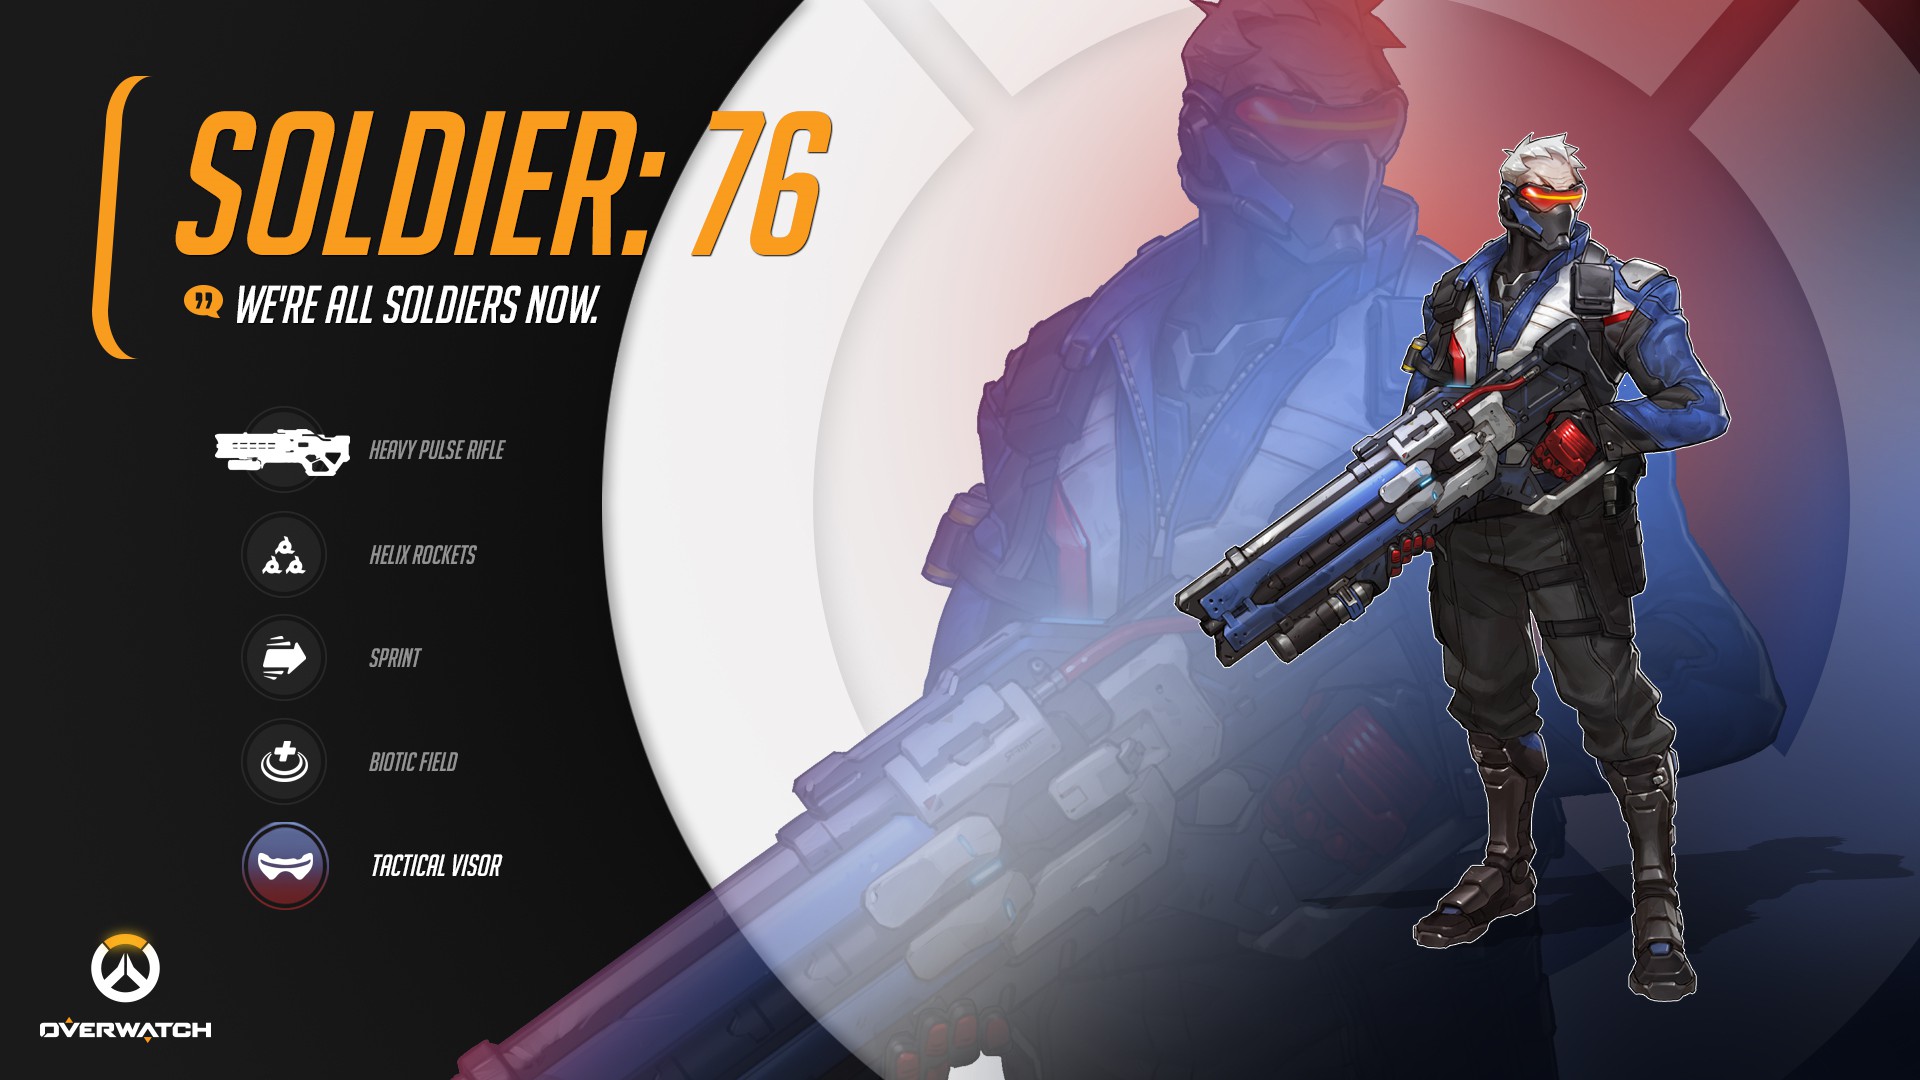 SOLDIER: 76
WE'RE ALL SOLDIERS NOW.
HEAVY PULSE RIFLE
HELIX ROCKETS
SPRINT
BIOTIC FIELD
TACTICAL VISOR
OVERWATCH